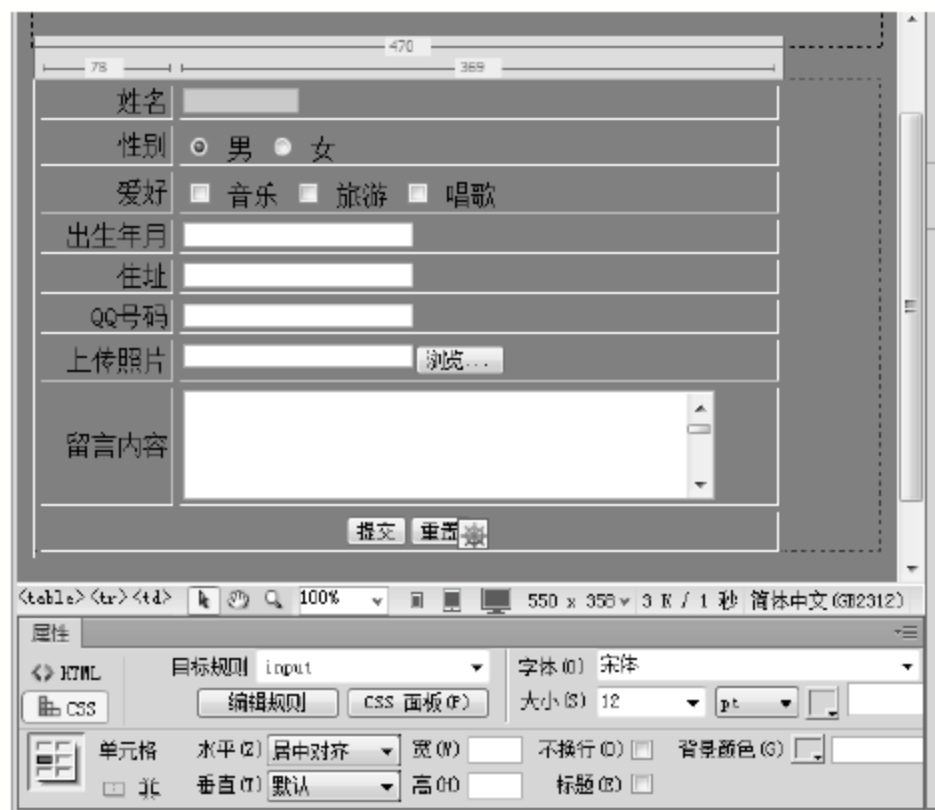 470
78 369
姓名
性别 男 女
爱好 音乐 旅游 唱歌
出生年月
住址
QQ号码
上传照片 浏览...
留言内容
提交 重置
<table><tr><td> 100% 550 x 358 3 K / 1 秒 简体中文(GB2312)
属性
<> HTML 目标规则 input 字体(O) 宋体
CSS 编辑规则 CSS 面板(P) 大小(S) 12 pt
单元格 水平(Z) 居中对齐 宽(W) 不换行(O) 背景颜色(G)
垂直(T) 默认 高(H) 标题(E)